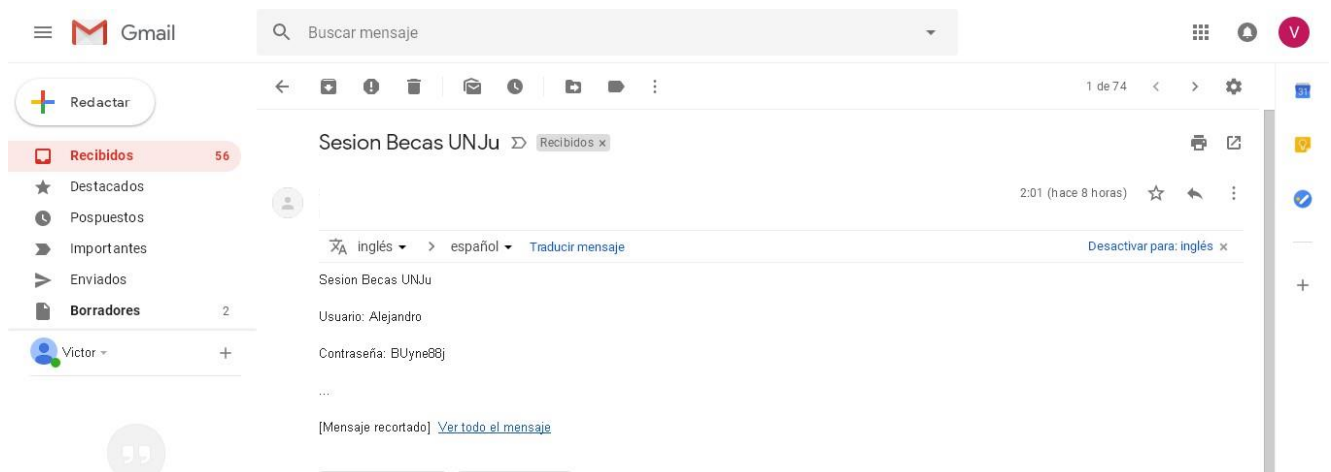 Gmail
Buscar mensaje
V
Redactar
1 de 74
31
Sesion Becas UNJu Recibidos x
Recibidos 56
Destacados
2:01 (hace 8 horas)
Pospuestos
Importantes
inglés > español Traducir mensaje
Desactivar para: inglés x
Enviados
Sesion Becas UNJu
Borradores 2
Usuario: Alejandro
Victor
Contraseña: BUyne88j
...
[Mensaje recortado] Ver todo el mensaje